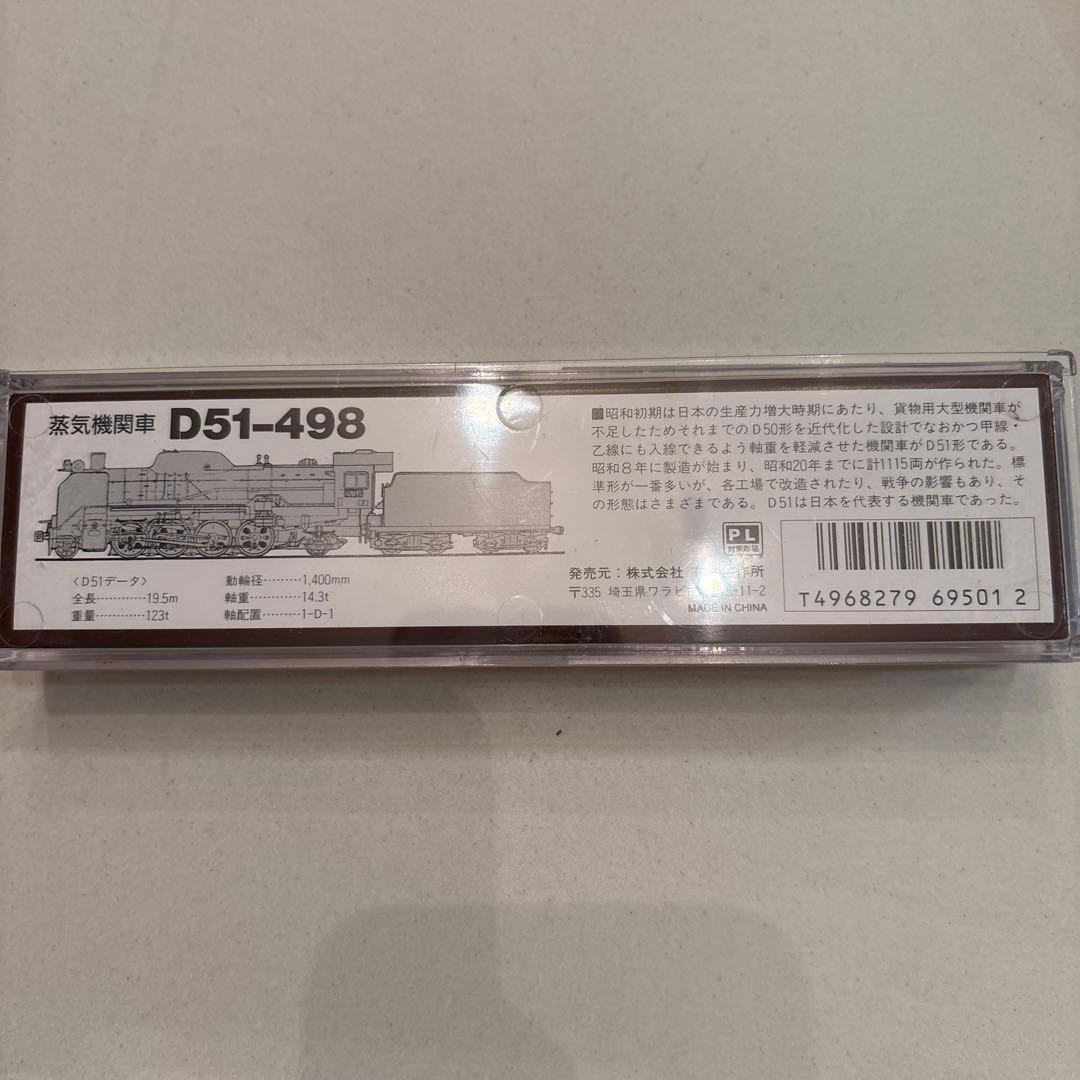 蒸気機関車 D51-498
〈D51データ〉
全長………19.5m
重量………123t
動輪径………1,400mm
軸重………14.3t
軸配置………1-D-1
■昭和初期は日本の生産力増大時期にあたり、貨物用大型機関車が
不足したためそれまでのD50形を近代化した設計でなおかつ甲線・
乙線にも入線できるよう軸重を軽減させた機関車がD51形である。
昭和8年に製造が始まり、昭和20年までに計1115両が作られた。標
準形が一番多いが、各工場で改造されたり、戦争の影響もあり、そ
の形態はさまざまである。D51は日本を代表する機関車であった。
PL
対策商品
発売元：株式会社 作所
〒335 埼玉県ワラビ -11-2
MADE IN CHINA
T4968279 69501 2